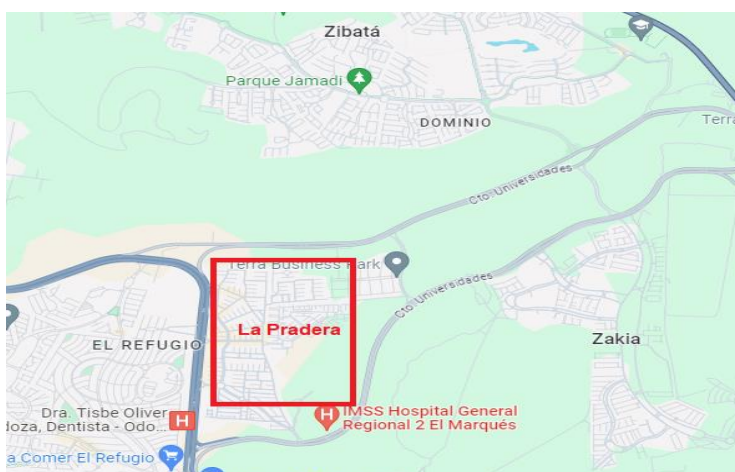 Zibatá
Parque Jamadi
DOMINIO
Terra
Cto. Universidades
Terra Business Park
Cto. Universidades
La Pradera
EL REFUGIO
Zakia
Dra. Tisbe Oliver
doza, Dentista - Odo...
IMSS Hospital General
Regional 2 El Marqués
a Comer El Refugio